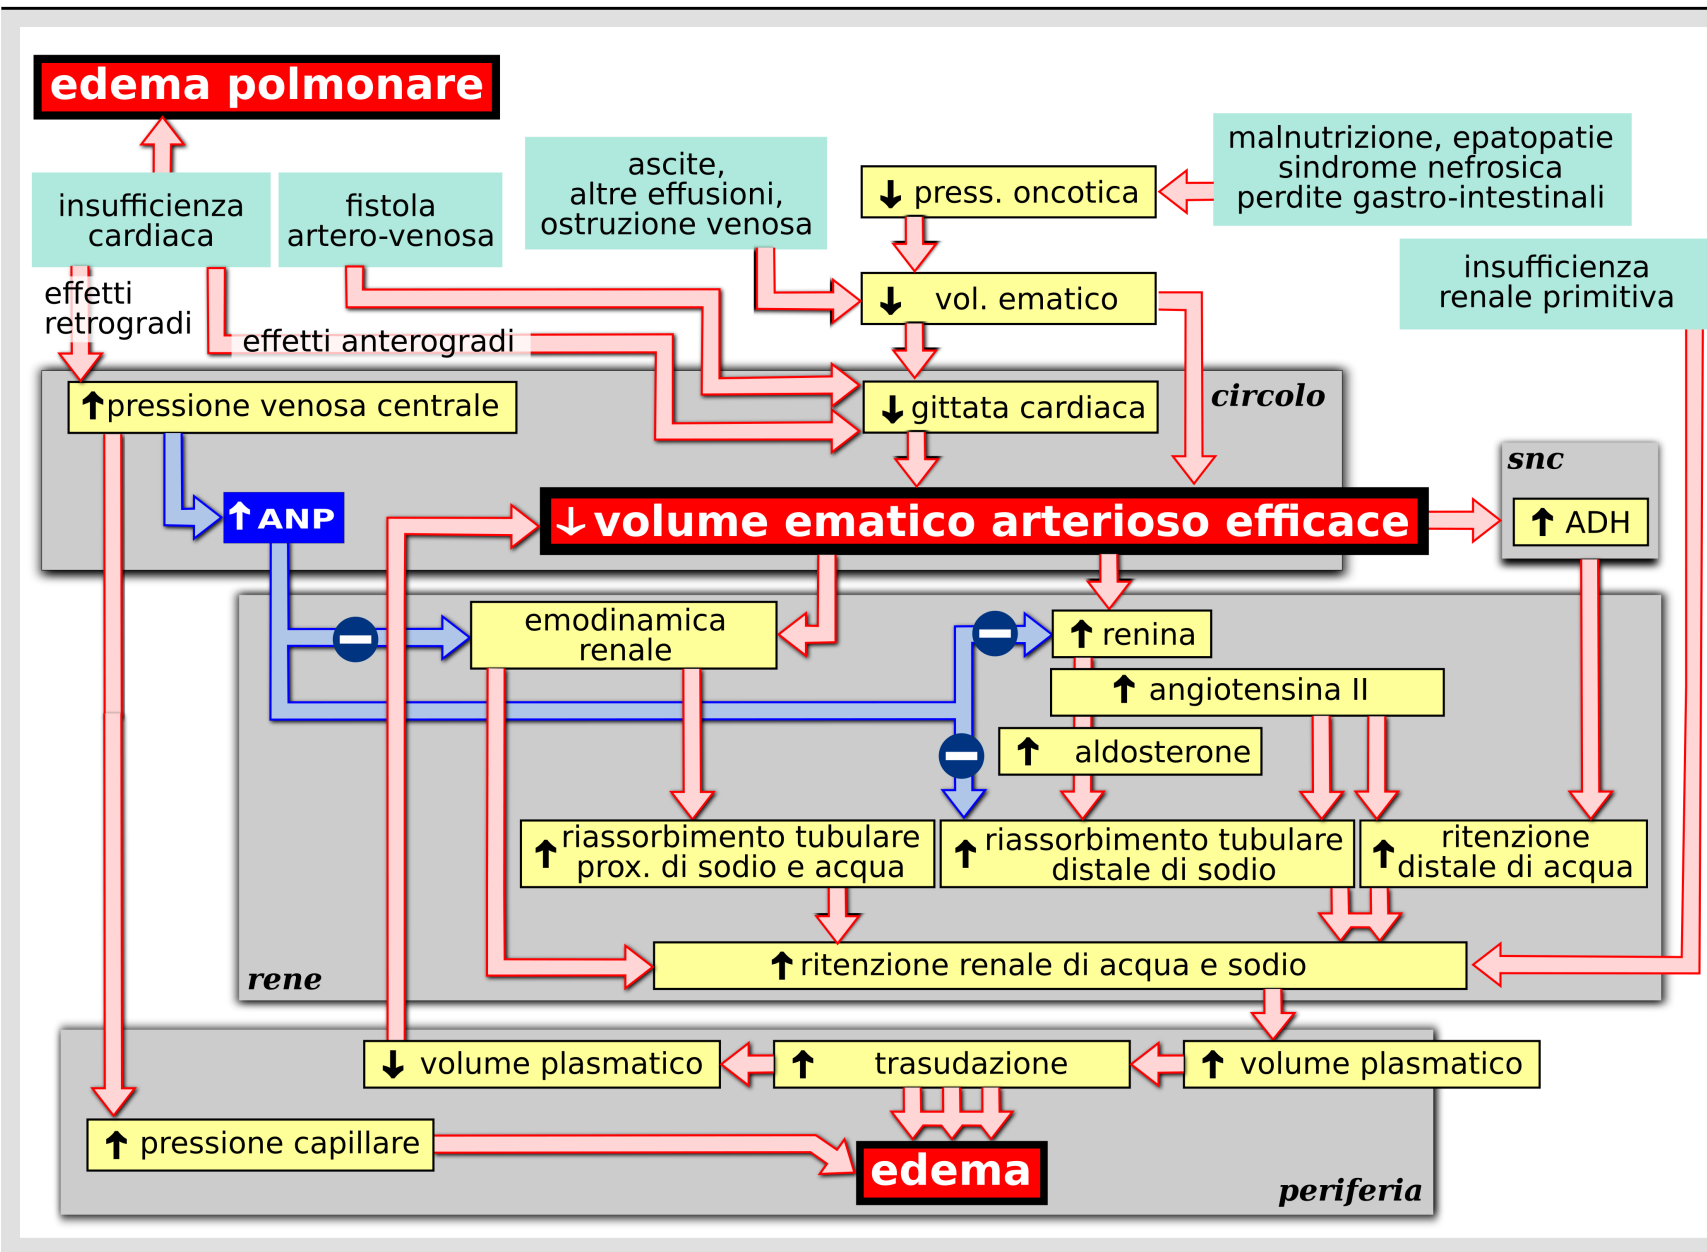 edema polmonare
insufficienza
cardiaca
fistola
artero-venosa
ascite,
altre effusioni,
ostruzione venosa
↓ press. oncotica
malnutrizione, epatopatie
sindrome nefrosica
perdite gastro-intestinali
insufficienza
renale primitiva
effetti
retrogradi
effetti anterogradi
↓ vol. ematico
circolo
↑ pressione venosa centrale
↓ gittata cardiaca
snc
↑ ANP
↓ volume ematico arterioso efficace
↑ ADH
emodinamica
renale
↑ renina
↑ angiotensina II
↑ aldosterone
↑ riassorbimento tubulare
prox. di sodio e acqua
↑ riassorbimento tubulare
distale di sodio
↑ ritenzione
distale di acqua
↑ ritenzione renale di acqua e sodio
rene
↓ volume plasmatico
↑ trasudazione
↑ volume plasmatico
↑ pressione capillare
edema
periferia